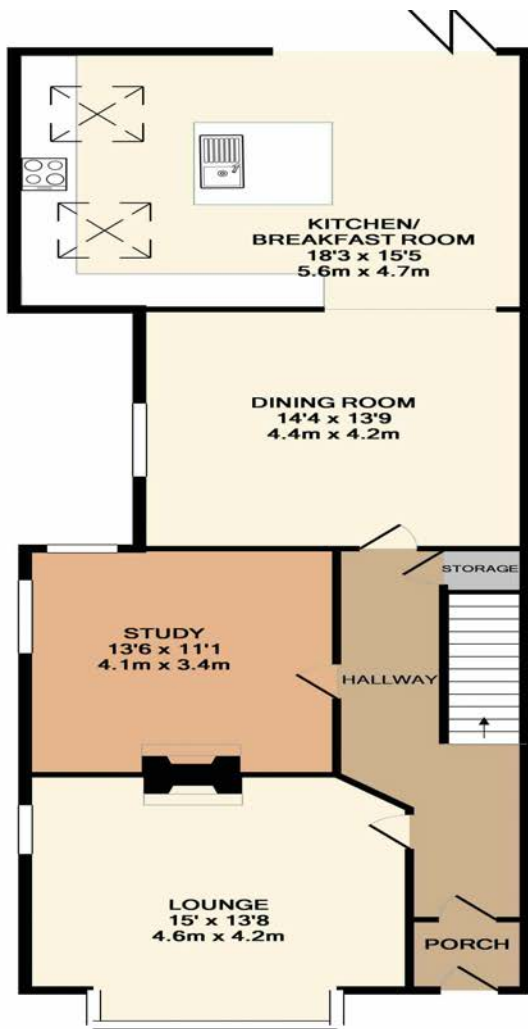 KITCHEN/
BREAKFAST ROOM
18'3 x 15'5
5.6m x 4.7m
DINING ROOM
14'4 x 13'9
4.4m x 4.2m
STORAGE
STUDY
13'6 x 11'1
4.1m x 3.4m
HALLWAY
LOUNGE
15' x 13'8
4.6m x 4.2m
PORCH